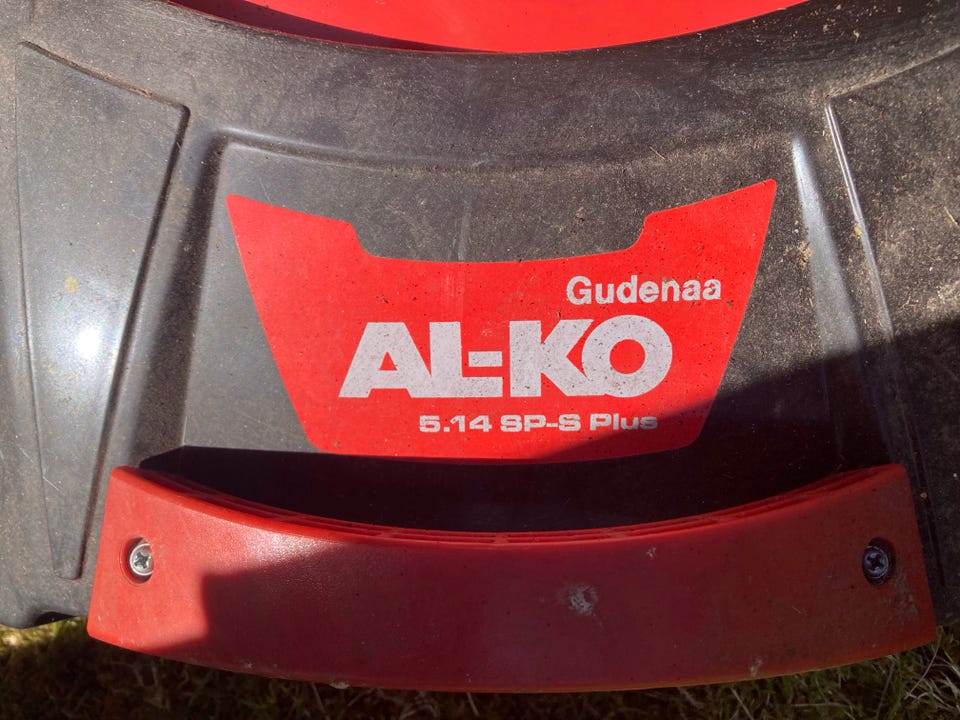 Gudenaa
AL-KO
5.14 SP-S Plus